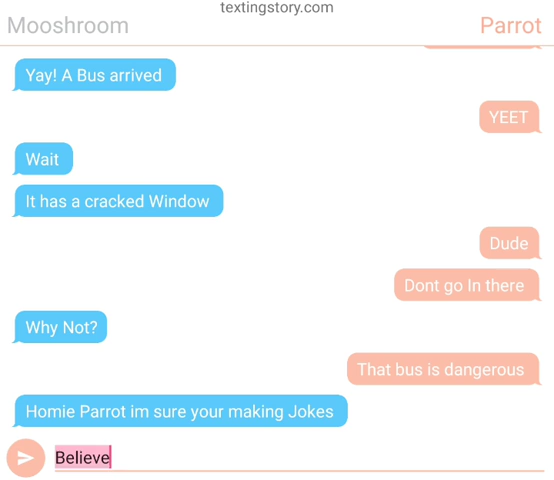 textingstory.com
Mooshroom
Parrot
Yay! A Bus arrived
YEET
Wait
It has a cracked Window
Dude
Dont go In there
Why Not?
That bus is dangerous
Homie Parrot im sure your making Jokes
Believe